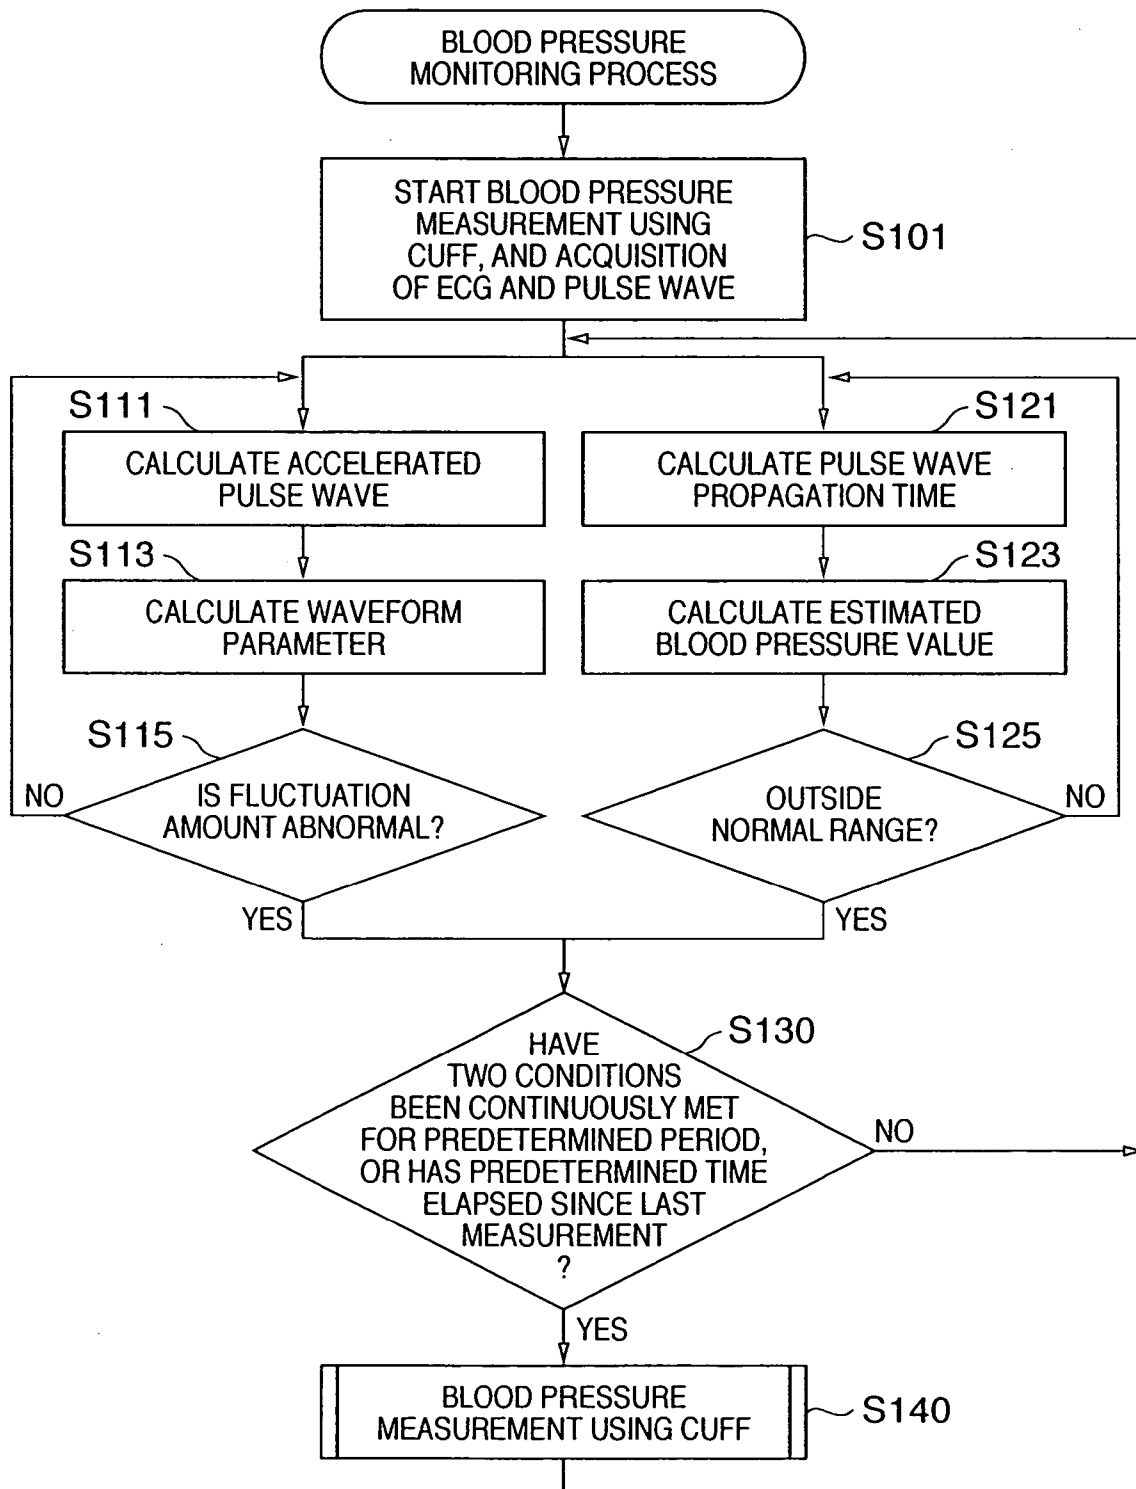 BLOOD PRESSURE
MONITORING PROCESS
START BLOOD PRESSURE
MEASUREMENT USING
CUFF, AND ACQUISITION
OF ECG AND PULSE WAVE
S101
S111
CALCULATE ACCELERATED
PULSE WAVE
S121
CALCULATE PULSE WAVE
PROPAGATION TIME
S113
CALCULATE WAVEFORM
PARAMETER
S123
CALCULATE ESTIMATED
BLOOD PRESSURE VALUE
S115
IS FLUCTUATION
AMOUNT ABNORMAL?
NO
YES
S125
OUTSIDE
NORMAL RANGE?
NO
YES
S130
HAVE
TWO CONDITIONS
BEEN CONTINUOUSLY MET
FOR PREDETERMINED PERIOD,
OR HAS PREDETERMINED TIME
ELAPSED SINCE LAST
MEASUREMENT
?
NO
YES
BLOOD PRESSURE
MEASUREMENT USING CUFF
S140